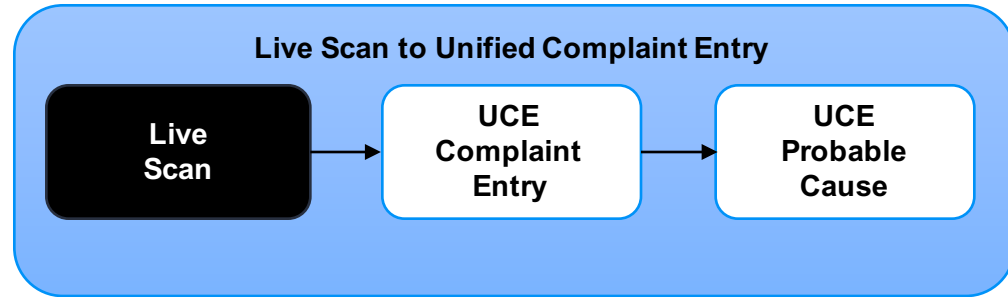 Live Scan to Unified Complaint Entry
Live
Scan
UCE
Complaint
Entry
UCE
Probable
Cause